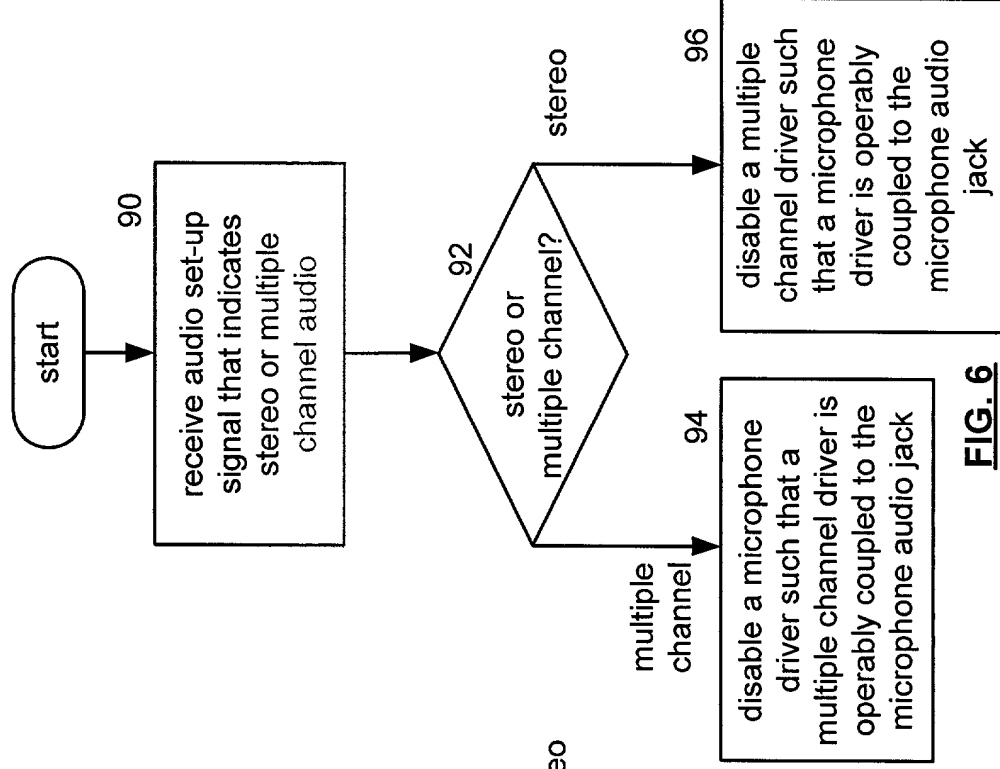 start
90
receive audio set-up
signal that indicates
stereo or multiple
channel audio
92
stereo or
multiple channel?
multiple
channel
stereo
94
disable a microphone
driver such that a
multiple channel driver is
operably coupled to the
microphone audio jack
96
disable a multiple
channel driver such
that a microphone
driver is operably
coupled to the
microphone audio
jack
FIG. 6
eo